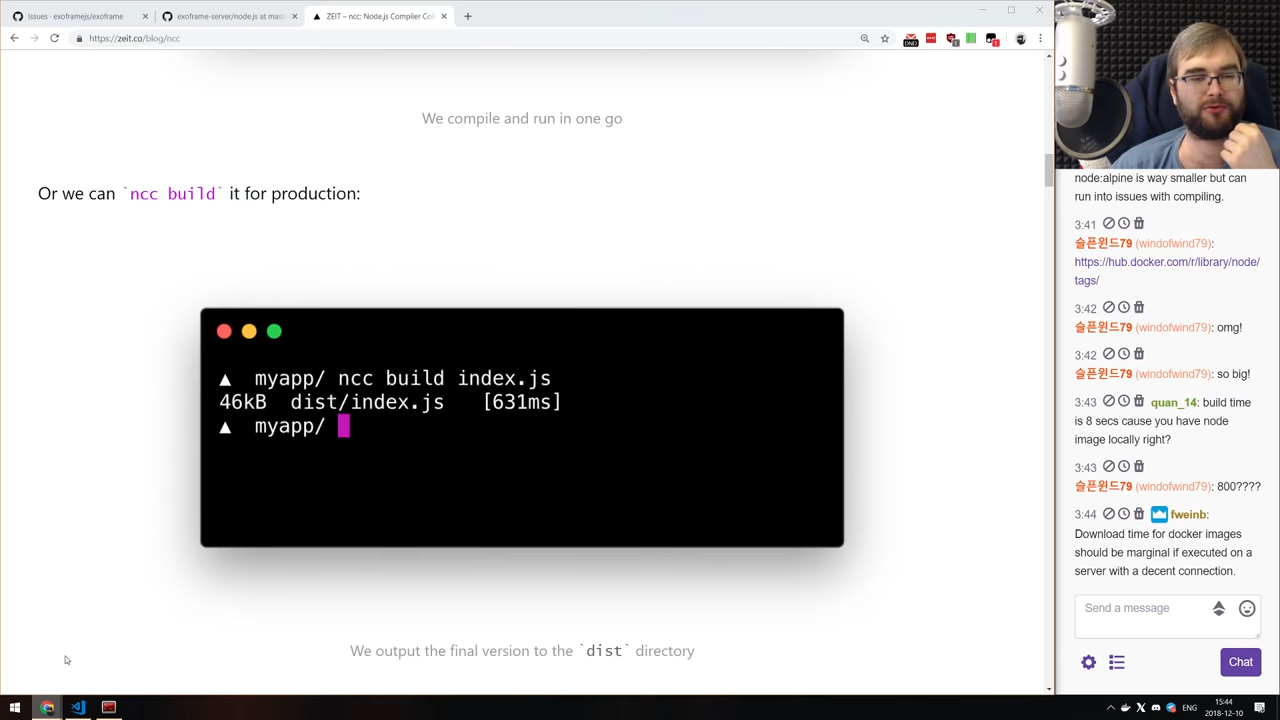 Issues · exoframejs/exoframe
exoframe-server/node.js at mast
ZEIT – ncc: Node.js Compiler Coll
https://zeit.co/blog/ncc
DND
1
1
We compile and run in one go
Or we can `ncc build` it for production:
▲ myapp/ ncc build index.js
46kB dist/index.js [631ms]
▲ myapp/
We output the final version to the `dist` directory
node:alpine is way smaller but can
run into issues with compiling.
3:41
슬픈윈드79 (windofwind79):
https://hub.docker.com/r/library/node/
tags/
3:42
슬픈윈드79 (windofwind79): omg!
3:42
슬픈윈드79 (windofwind79): so big!
3:43 quan_14: build time
is 8 secs cause you have node
image locally right?
3:43
슬픈윈드79 (windofwind79): 800????
3:44 fweinb:
Download time for docker images
should be marginal if executed on a
server with a decent connection.
Send a message
Chat
ENG
15:44
2018-12-10